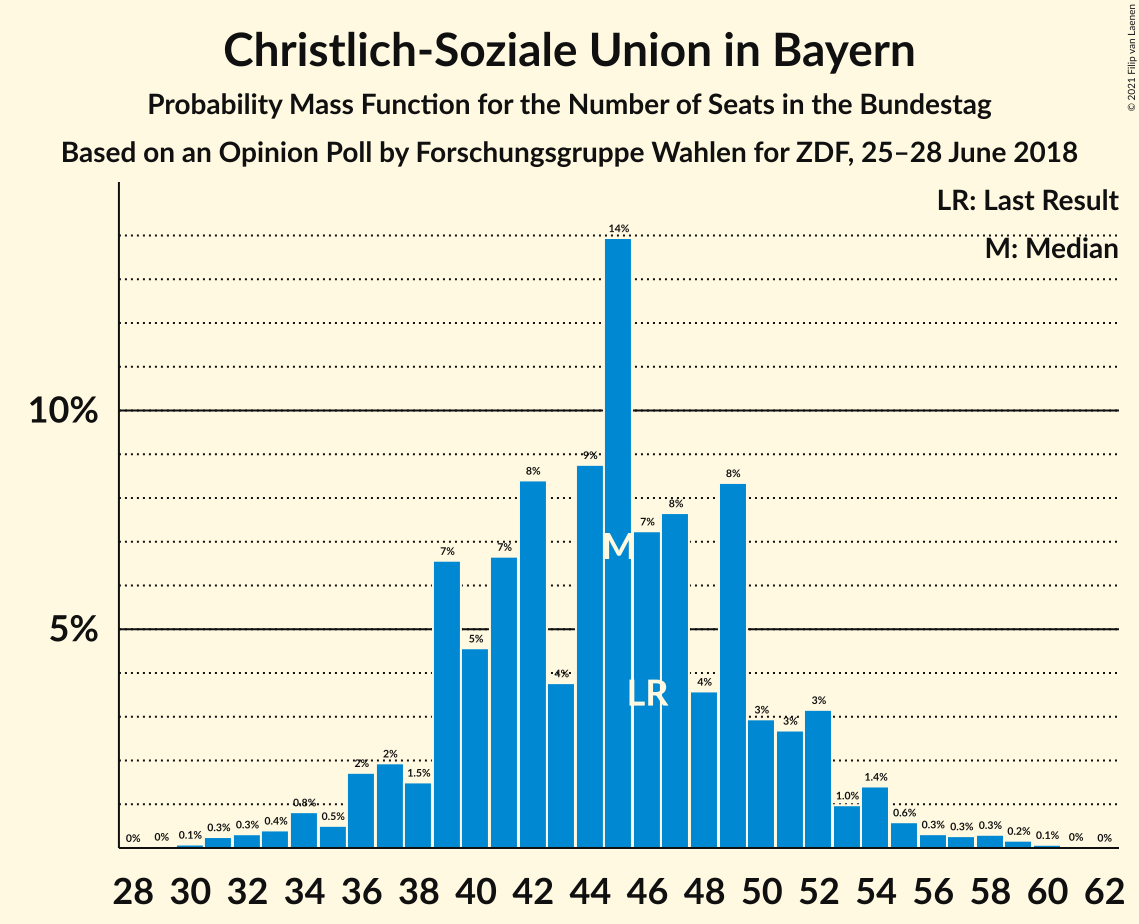 Christlich-Soziale Union in Bayern
Probability Mass Function for the Number of Seats in the Bundestag
Based on an Opinion Poll by Forschungsgruppe Wahlen for ZDF, 25–28 June 2018
© 2021 Filip van Laenen
LR: Last Result
M: Median
10%
5%
0% 0% 0.1% 0.3% 0.3% 0.4% 0.8% 0.5% 2% 2% 1.5% 7% 5% 7% 8% 4% 9% 14% 7% 8% 4% 8% 3% 3% 3% 1.0% 1.4% 0.6% 0.3% 0.3% 0.3% 0.2% 0.1% 0% 0%
M
LR
28 30 32 34 36 38 40 42 44 46 48 50 52 54 56 58 60 62